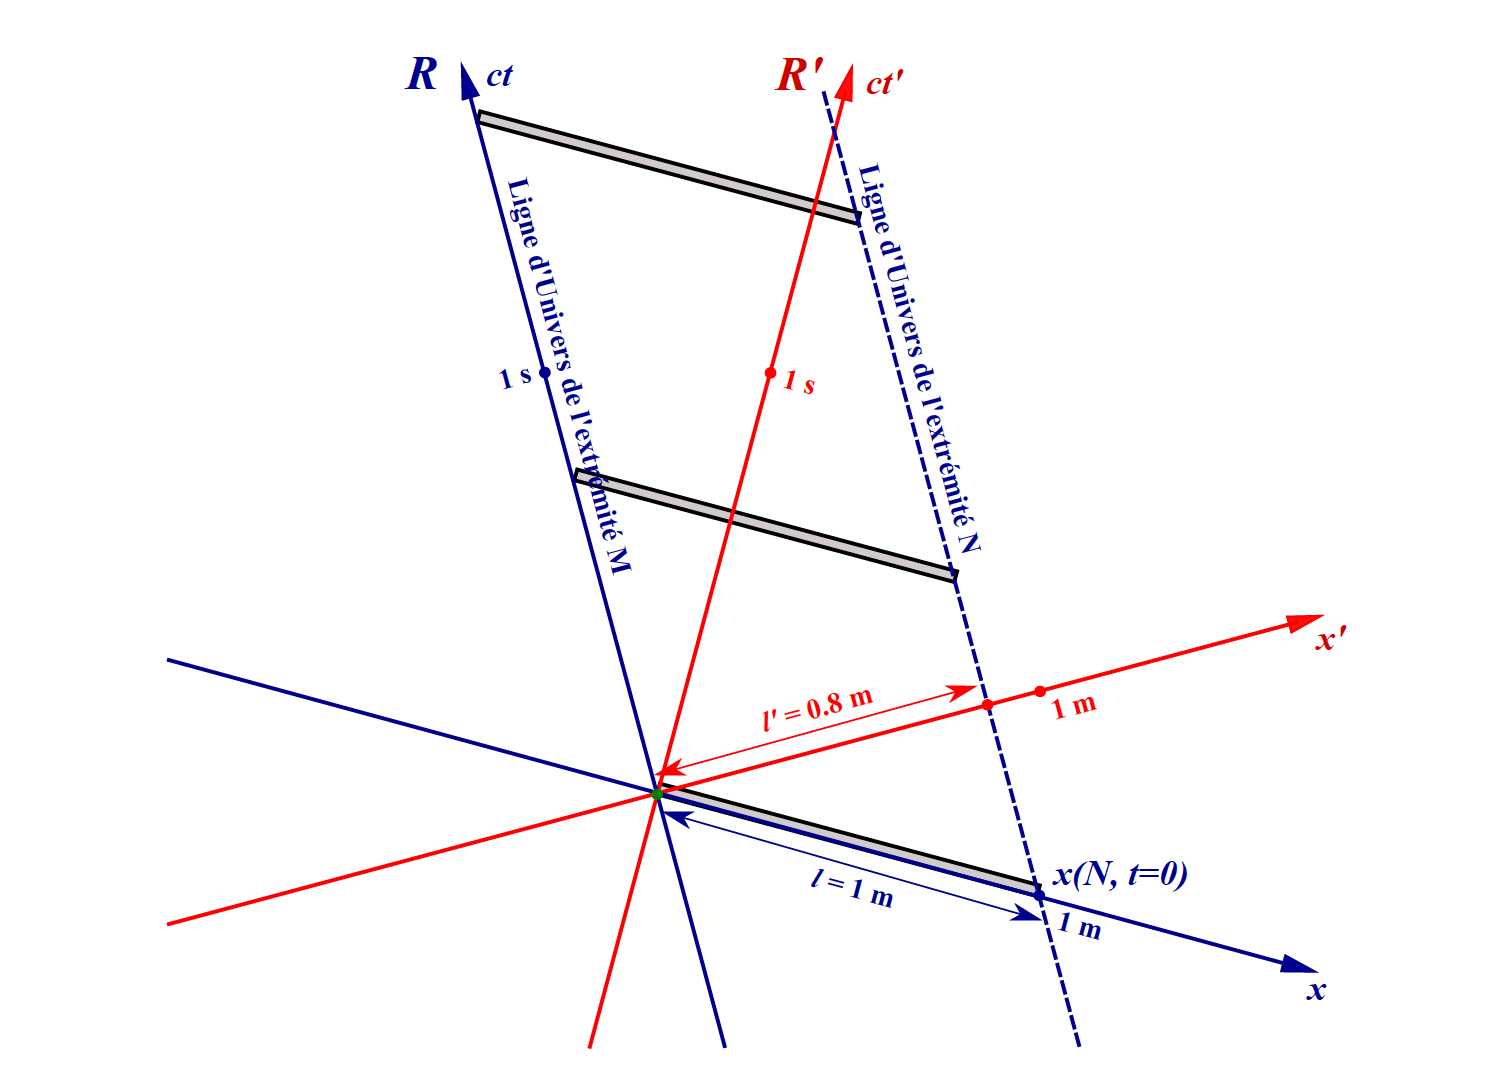 R ct
R' ct'
Ligne d'Univers de l'extrémité M
Ligne d'Univers de l'extrémité N
1 s
1 s
x'
l' = 0.8 m
1 m
x(N, t=0)
l = 1 m
1 m
x